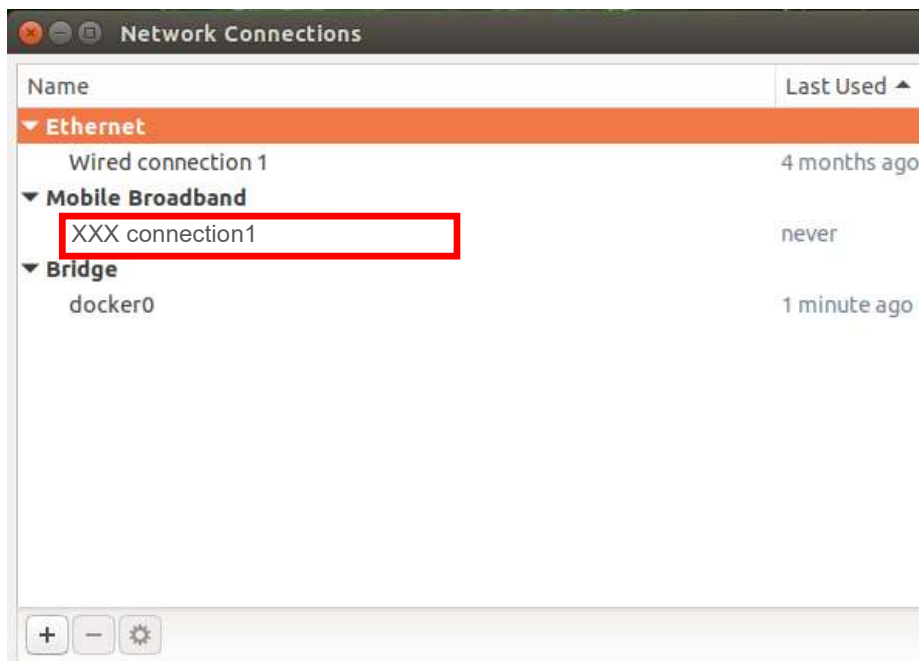 Network Connections
Name Last Used
Ethernet
Wired connection 1 4 months ago
Mobile Broadband
XXX connection1 never
Bridge
docker0 1 minute ago